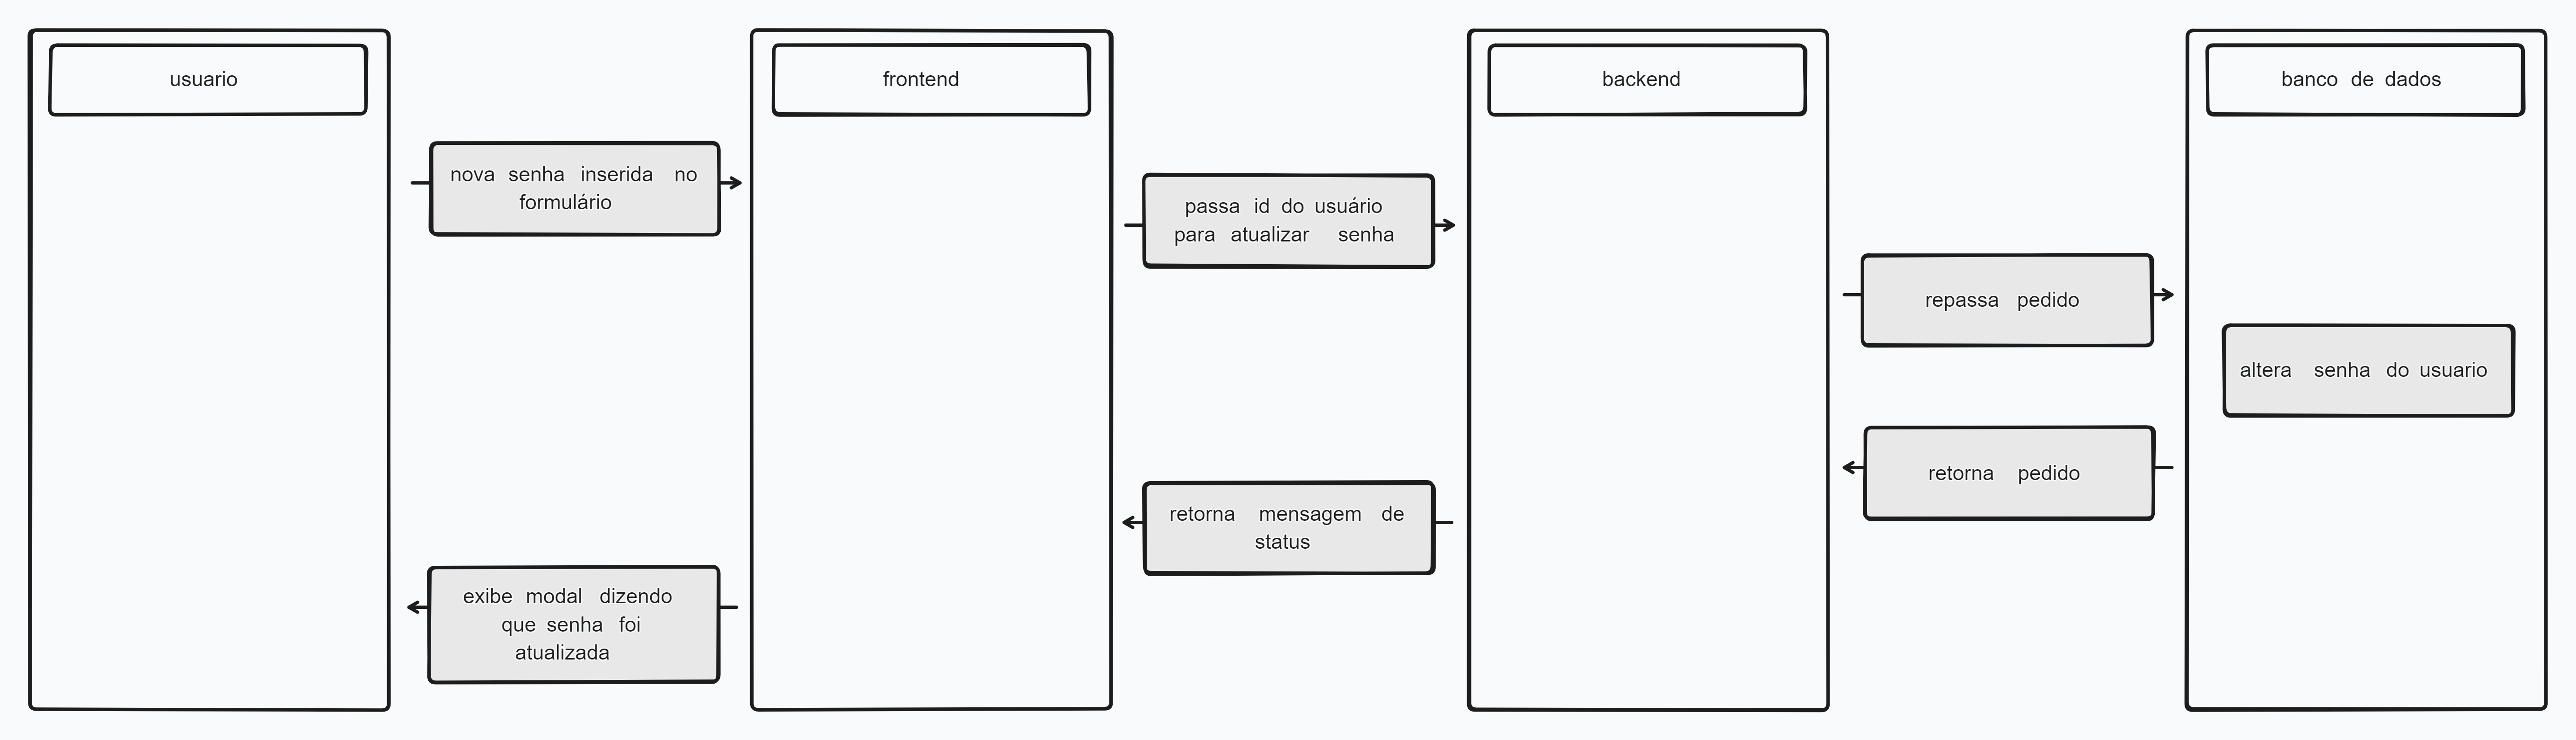 usuario
frontend
backend
banco de dados
nova senha inserida no
formulário
passa id do usuário
para atualizar senha
repassa pedido
altera senha do usuario
retorna pedido
retorna mensagem de
status
exibe modal dizendo
que senha foi
atualizada